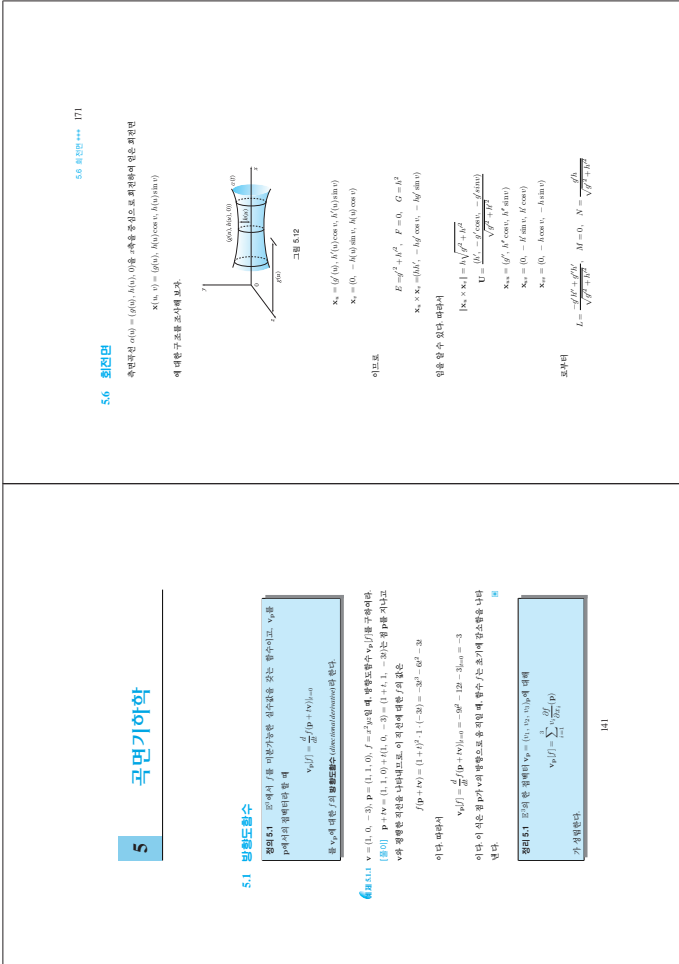 5 곡면기하학
5.1 방향도함수
정의 5.1 𝔼³에서 f를 미분가능한 실수값을 갖는 함수이고, v_p를
p에서의 점벡터라 할 때
v_p[f] = d/dt f(p + tv)|_{t=0}
를 v_p에 대한 f의 방향도함수(directional derivative)라 한다.
예제 5.1.1 v = (1, 0, −3), p = (1, 1, 0), f = x²yz일 때, 방향도함수 v_p[f]를 구하여라.
[풀이] p + tv = (1, 1, 0) + t(1, 0, −3) = (1 + t, 1, −3t)는 점 p를 지나고
v와 평행한 직선을 나타내므로, 이 직선에 대한 f의 값은
f(p + tv) = (1 + t)² · 1 · (−3t) = −3t³ − 6t² − 3t
이다. 따라서
v_p[f] = d/dt f(p + tv)|_{t=0} = −9t² − 12t − 3|_{t=0} = −3
이다. 이 식은 점 p가 v의 방향으로 움직일 때, 함수 f는 초기에 감소함을 나타
낸다.
정리 5.1 𝔼³의 한 점벡터 v_p = (v₁, v₂, v₃)_p에 대해
v_p[f] = ∑_{i=1}^{3} v_i ∂f/∂x_i (p)
가 성립한다.
141
5.6 회전면 *** 171
5.6 회전면
측면곡선 α(u) = (g(u), h(u), 0)을 x축을 중심으로 회전하여 얻은 회전면
x(u, v) = (g(u), h(u)cos v, h(u)sin v)
에 대한 구조를 조사해 보자.
y
(g(u), h(u), 0))
α(t)
h(u)
0
x
g(u)
z
그림 5.12
x_u = (g′(u), h′(u)cos v, h′(u)sin v)
x_v = (0, −h(u)sin v, h(u)cos v)
이므로
E = g′² + h′², F = 0, G = h²
x_u × x_v = (hh′, −hg′cos v, −hg′sin v)
임을 알 수 있다. 따라서
|x_u × x_v| = h√(g′² + h′²)
U = (h′, −g′cos v, −g′sin v) / √(g′² + h′²)
x_uu = (g″, h″cos v, h″sin v)
x_uv = (0, −h′sin v, h′cos v)
x_vv = (0, −h cos v, −h sin v)
로부터
L = (−g′h″ + g″h′) / √(g′² + h′²), M = 0, N = g′h / √(g′² + h′²)